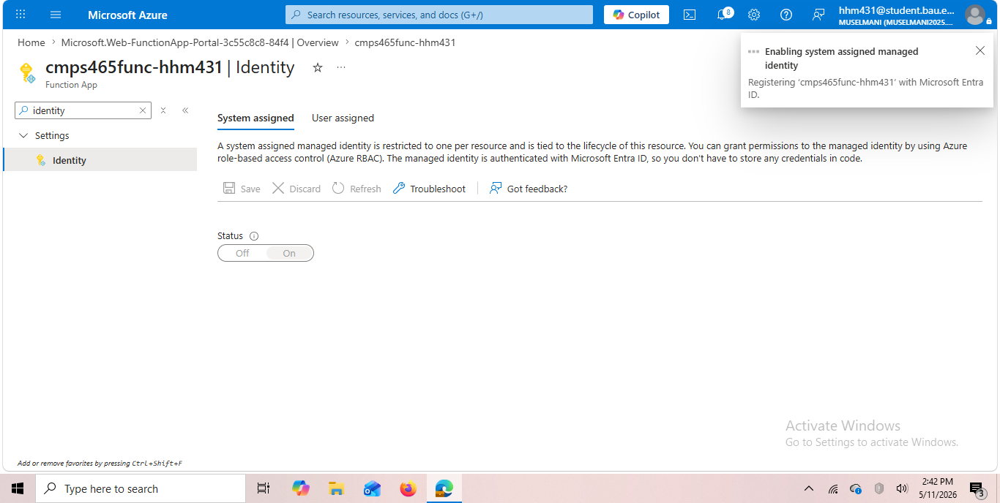 Microsoft Azure
Search resources, services, and docs (G+/)
Copilot
8
hhm431@student.bau.e...
MUSELMANI (MUSELMANI2025....
Home > Microsoft.Web-FunctionApp-Portal-3c55c8c8-84f4 | Overview > cmps465func-hhm431
cmps465func-hhm431 | Identity
Function App
Enabling system assigned managed
identity
Registering 'cmps465func-hhm431' with Microsoft Entra
ID.
identity
Settings
Identity
System assigned
User assigned
A system assigned managed identity is restricted to one per resource and is tied to the lifecycle of this resource. You can grant permissions to the managed identity by using Azure
role-based access control (Azure RBAC). The managed identity is authenticated with Microsoft Entra ID, so you don't have to store any credentials in code.
Save
Discard
Refresh
Troubleshoot
Got feedback?
Status
Off
On
Activate Windows
Go to Settings to activate Windows.
Add or remove favorites by pressing Ctrl+Shift+F
Type here to search
2:42 PM
5/11/2026
3